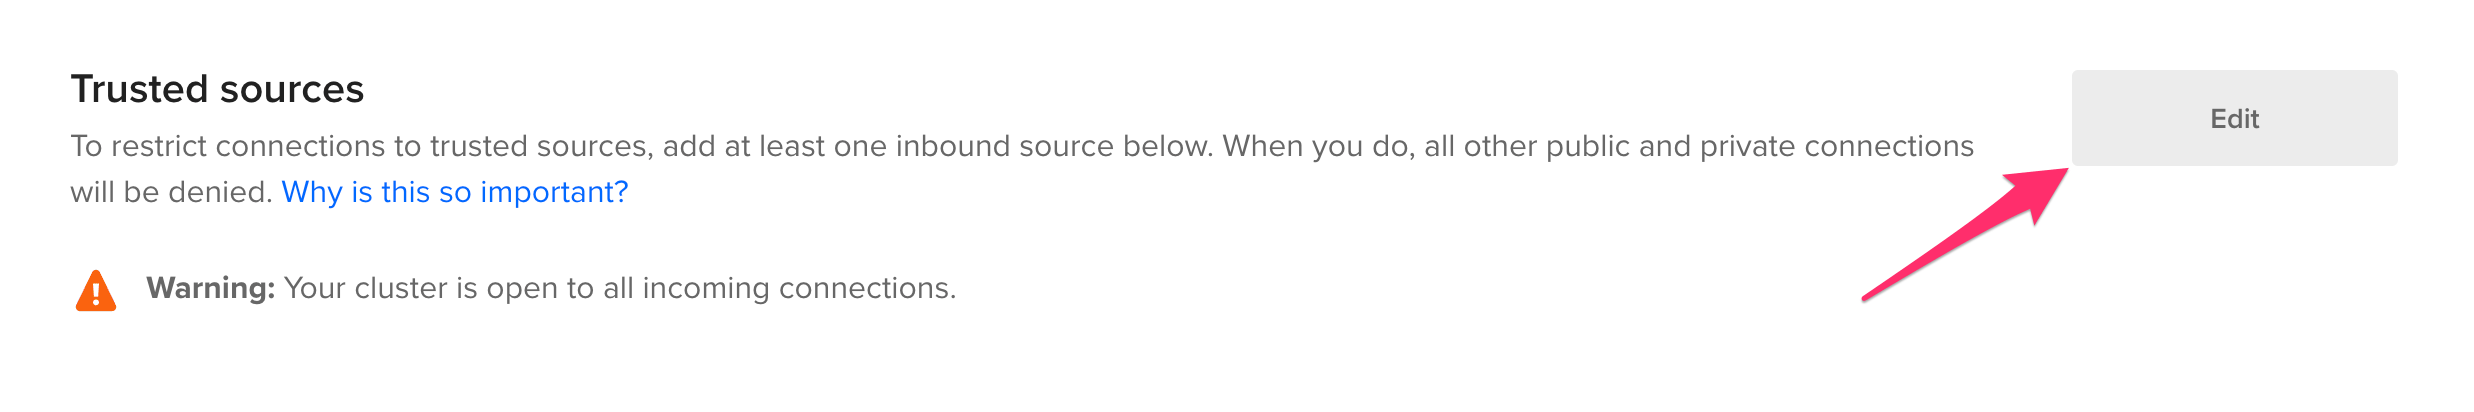 Trusted sources
Edit
To restrict connections to trusted sources, add at least one inbound source below. When you do, all other public and private connections
will be denied. Why is this so important?
Warning: Your cluster is open to all incoming connections.